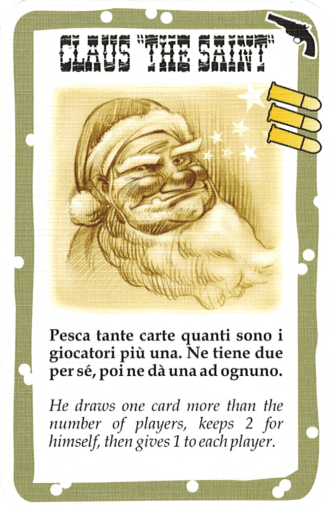 CLAUS "THE SAINT"
Pesca tante carte quanti sono i
giocatori più una. Ne tiene due
per sé, poi ne dà una ad ognuno.
He draws one card more than the
number of players, keeps 2 for
himself, then gives 1 to each player.